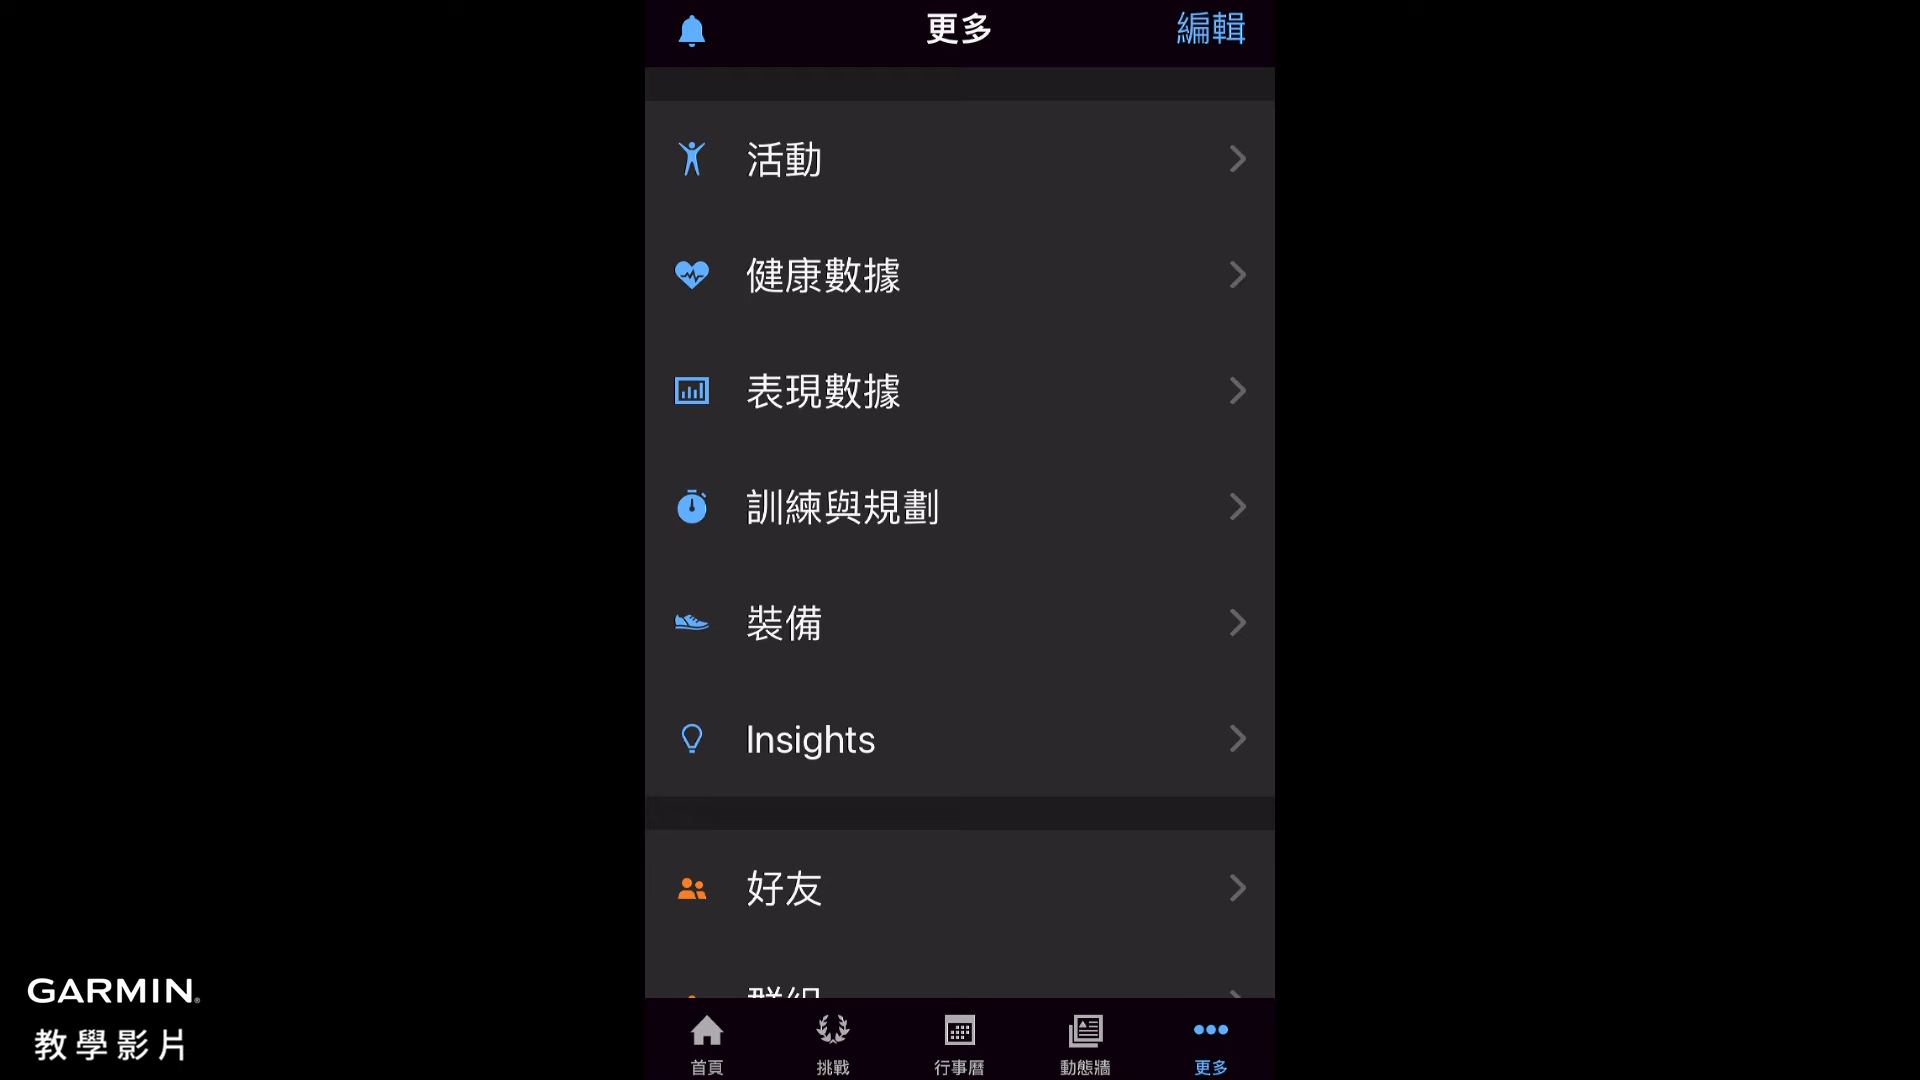 更多
編輯
活動
健康數據
表現數據
訓練與規劃
裝備
Insights
好友
群組
首頁
挑戰
行事曆
動態牆
更多
GARMIN
教學影片